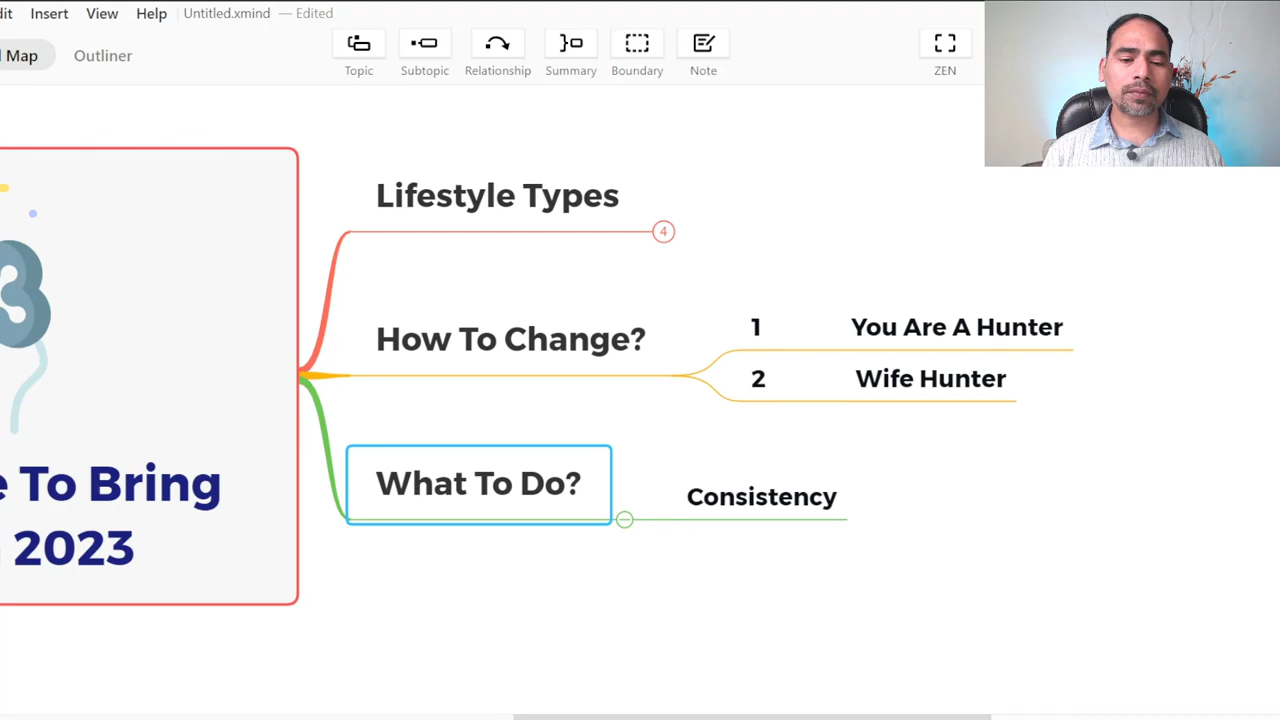 dit Insert View Help Untitled.xmind — Edited
Map Outliner
Topic Subtopic Relationship Summary Boundary Note ZEN
Lifestyle Types
4
How To Change?
1 You Are A Hunter
2 Wife Hunter
What To Do?
Consistency
e To Bring
2023